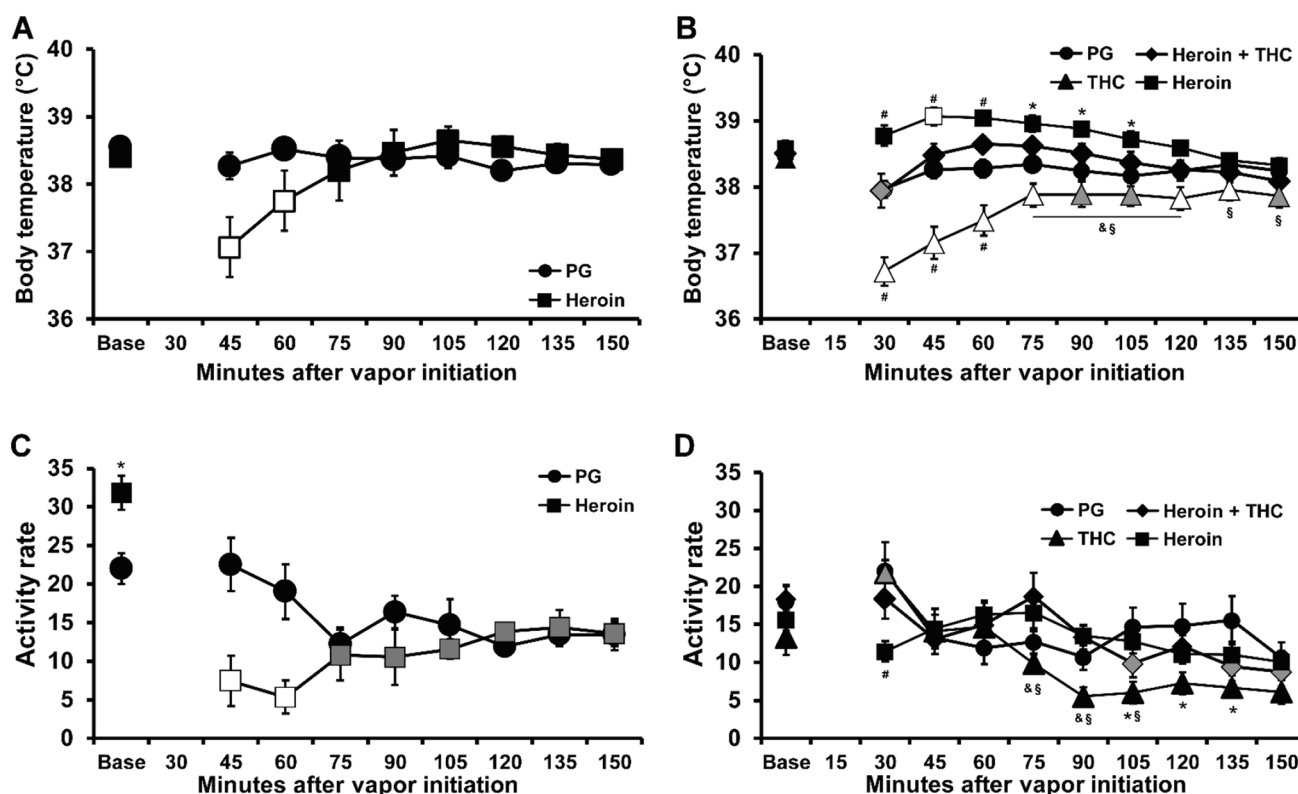 A
Body temperature (°C)
40
39
38
37
36
PG
Heroin
Base 30 45 60 75 90 105 120 135 150
Minutes after vapor initiation
B
Body temperature (°C)
40
39
38
37
36
PG Heroin + THC
THC Heroin
# # # * * *
# # # & § § §
Base 15 30 45 60 75 90 105 120 135 150
Minutes after vapor initiation
C
Activity rate
35
30
25
20
15
10
5
0
*
PG
Heroin
Base 30 45 60 75 90 105 120 135 150
Minutes after vapor initiation
D
Activity rate
35
30
25
20
15
10
5
0
PG Heroin + THC
THC Heroin
# & § & § * § * *
Base 15 30 45 60 75 90 105 120 135 150
Minutes after vapor initiation